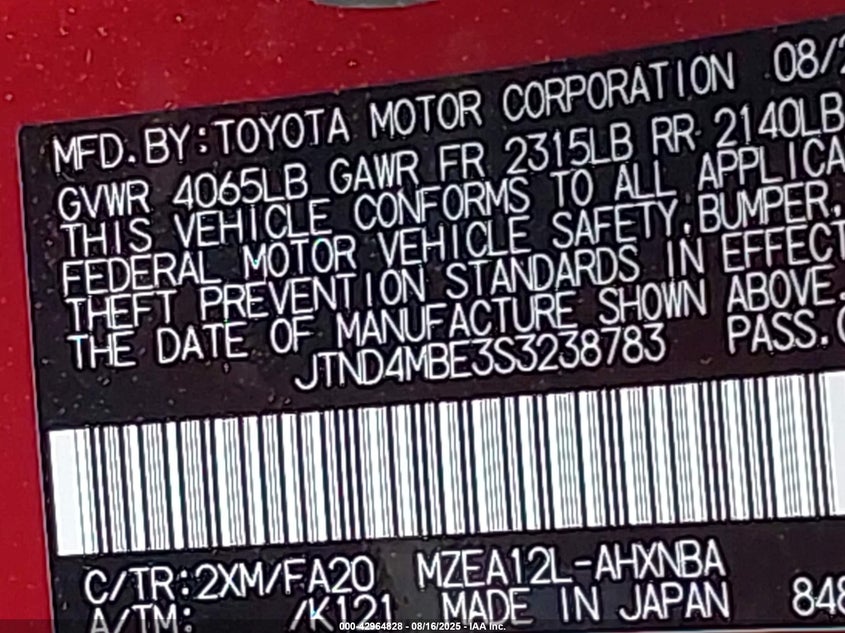 MFD. BY: TOYOTA MOTOR CORPORATION 08/2
GVWR 4065LB GAWR FR 2315LB RR 2140LB
THIS VEHICLE CONFORMS TO ALL APPLICA
FEDERAL MOTOR VEHICLE SAFETY, BUMPER,
THEFT PREVENTION STANDARDS IN EFFECT
THE DATE OF MANUFACTURE SHOWN ABOVE.
JTND4MBE3S3238783 PASS.
C/TR:2XM/FA20 MZEA12L-AHXNBA
A/TM: /K121 MADE IN JAPAN 848
000-42964828 - 08/16/2025 - IAA Inc.